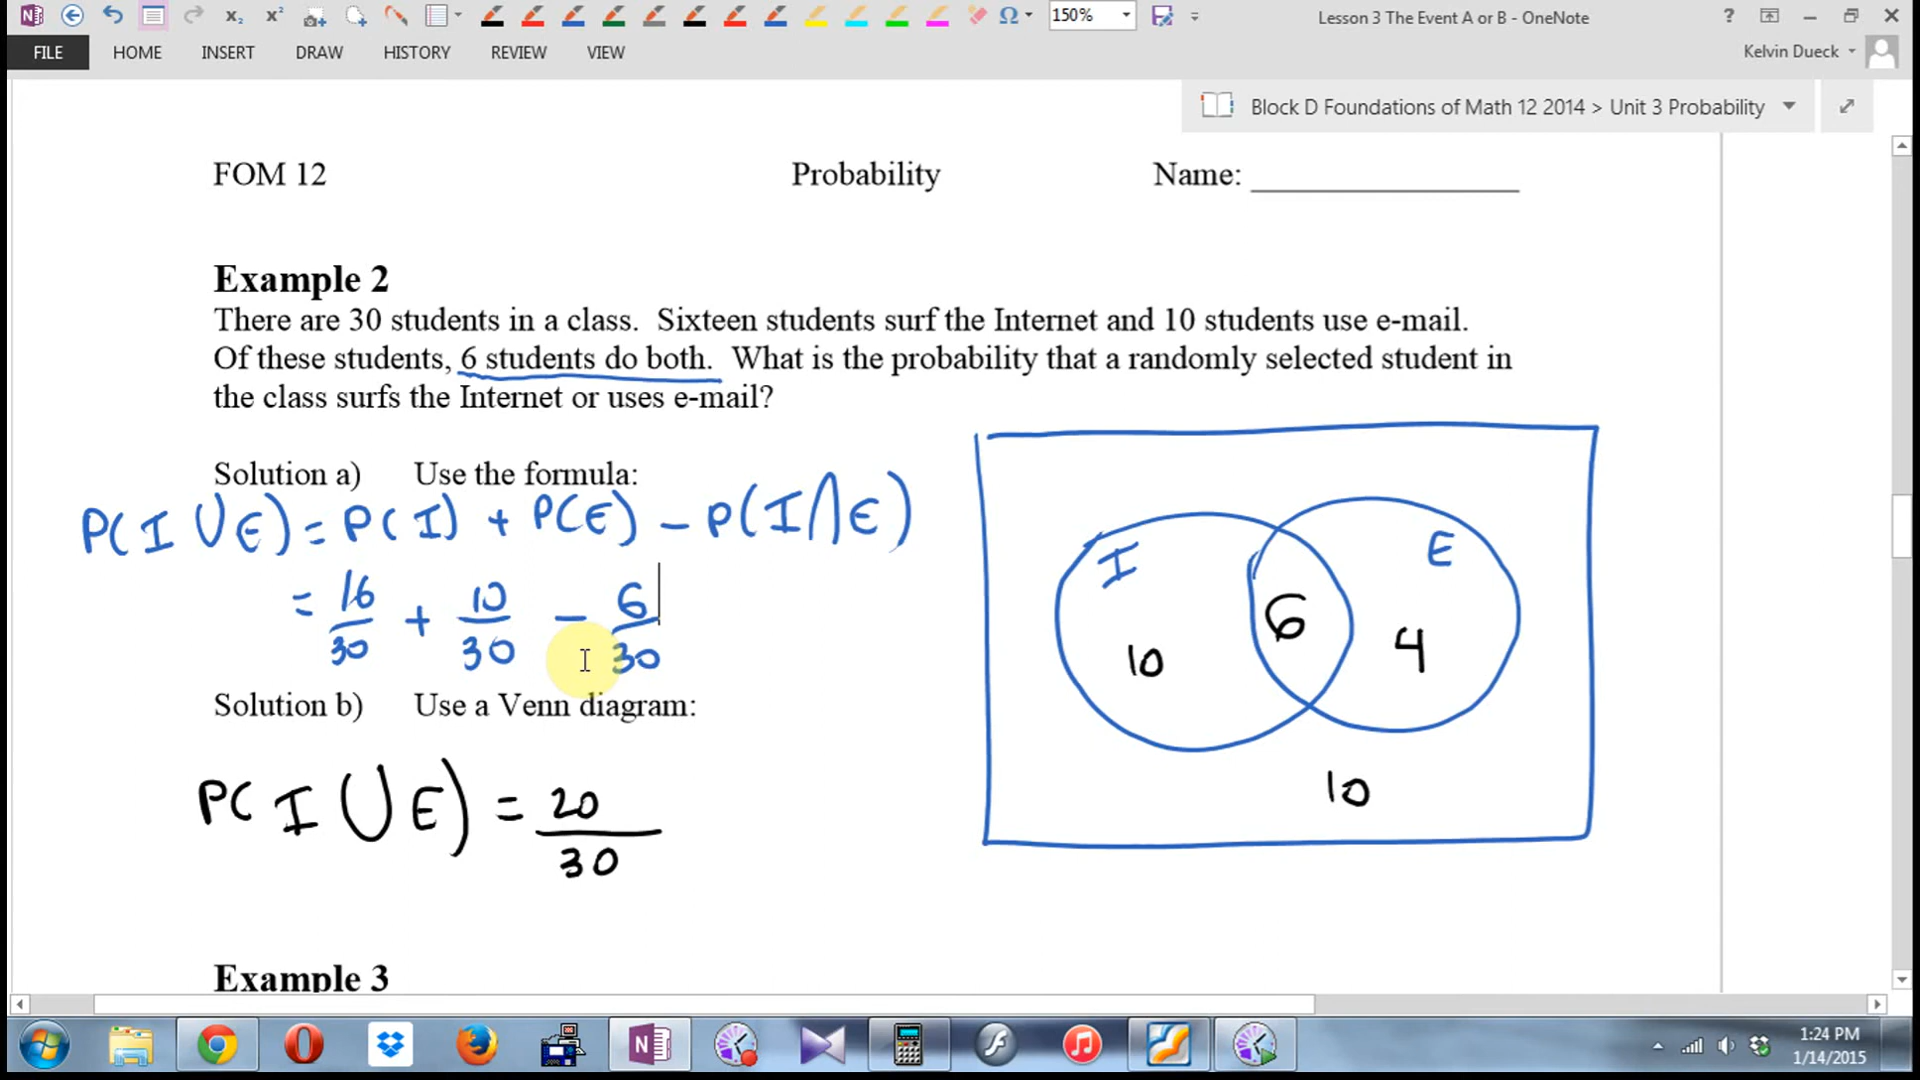 150%
Lesson 3 The Event A or B - OneNote
FILE HOME INSERT DRAW HISTORY REVIEW VIEW
Kelvin Dueck
Block D Foundations of Math 12 2014 > Unit 3 Probability
FOM 12 Probability Name: ________________
Example 2
There are 30 students in a class. Sixteen students surf the Internet and 10 students use e-mail.
Of these students, 6 students do both. What is the probability that a randomly selected student in
the class surfs the Internet or uses e-mail?
Solution a) Use the formula:
P(I ∪ E) = P(I) + P(E) - P(I ∩ E)
= 16/30 + 10/30 - 6/30
Solution b) Use a Venn diagram:
P(I ∪ E) = 20/30
I E
10 6 4
10
Example 3
1:24 PM
1/14/2015